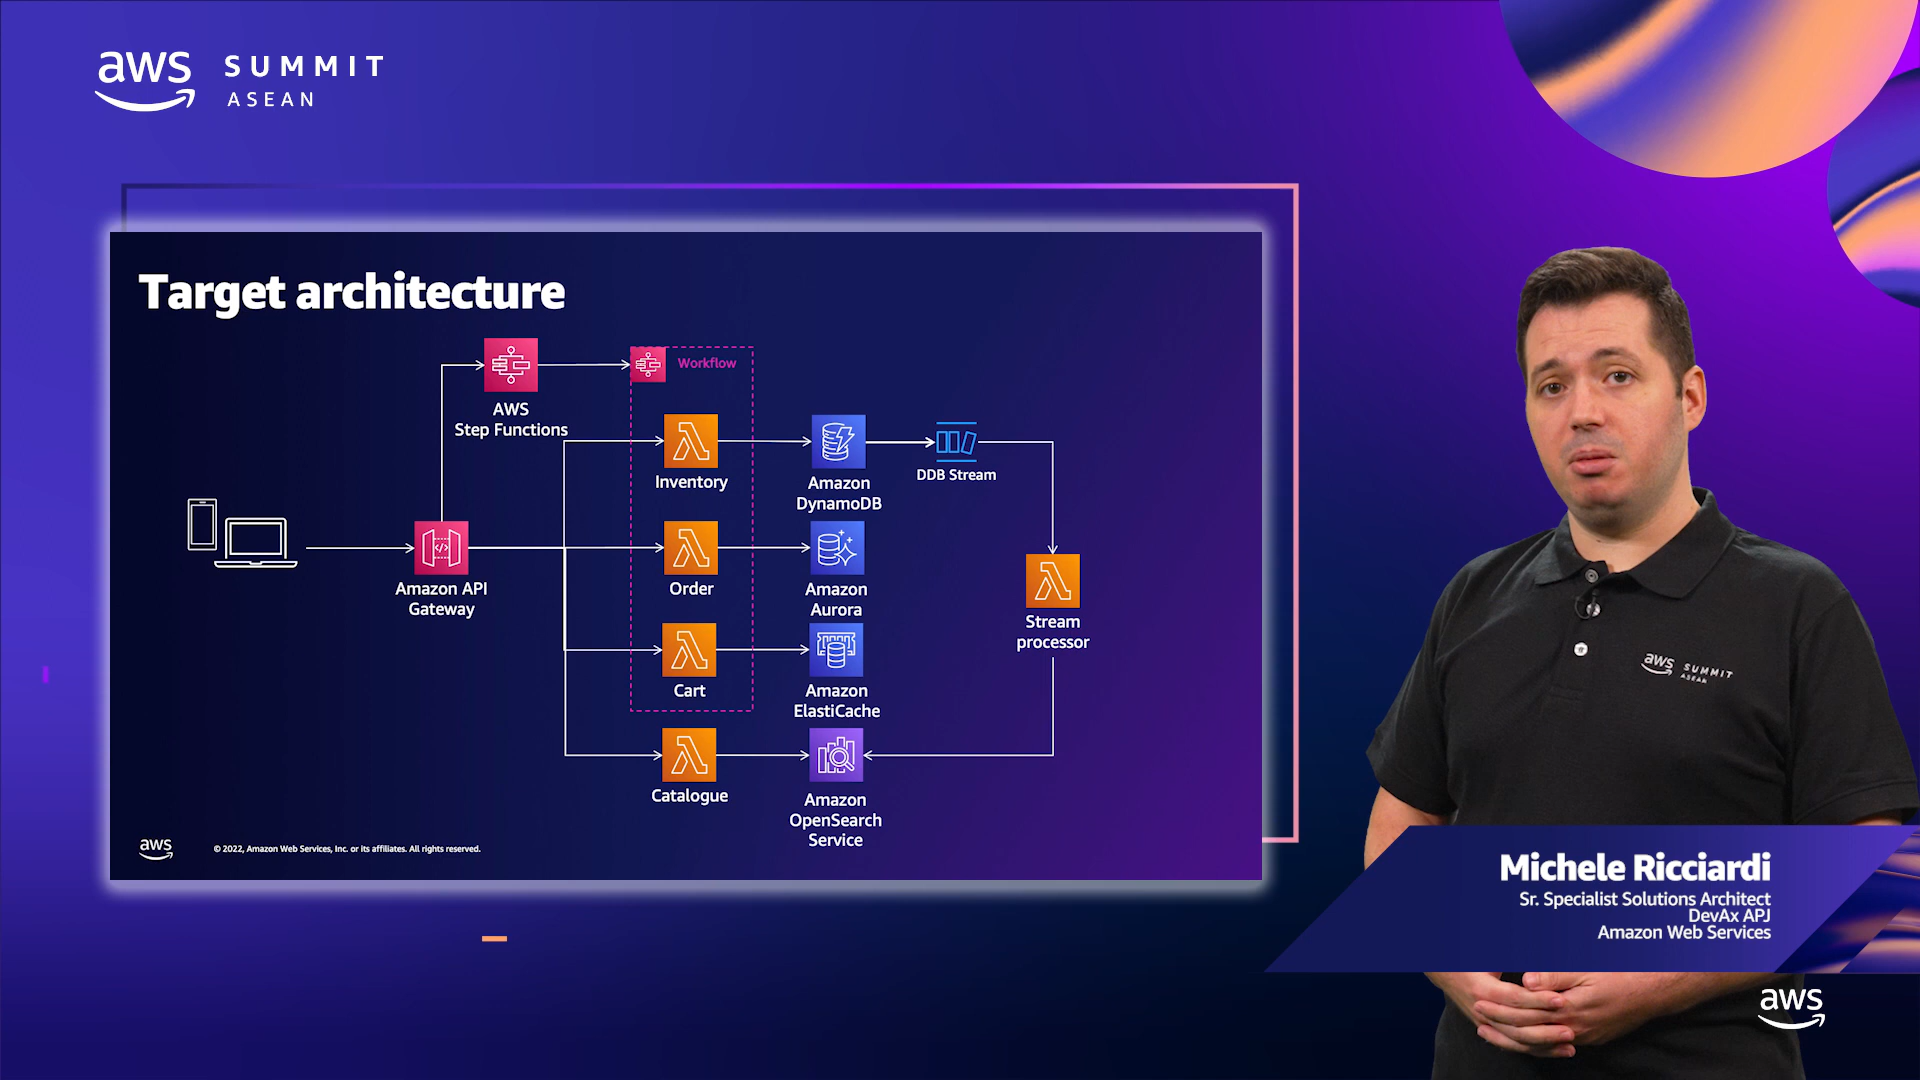 aws SUMMIT
ASEAN
Target architecture
Workflow
AWS
Step Functions
Inventory
Amazon
DynamoDB
DDB Stream
Amazon API
Gateway
Order
Amazon
Aurora
Stream
processor
Cart
Amazon
ElastiCache
Catalogue
Amazon
OpenSearch
Service
aws
© 2022, Amazon Web Services, Inc. or its affiliates. All rights reserved.
aws SUMMIT
ASEAN
Michele Ricciardi
Sr. Specialist Solutions Architect
DevAx APJ
Amazon Web Services
aws